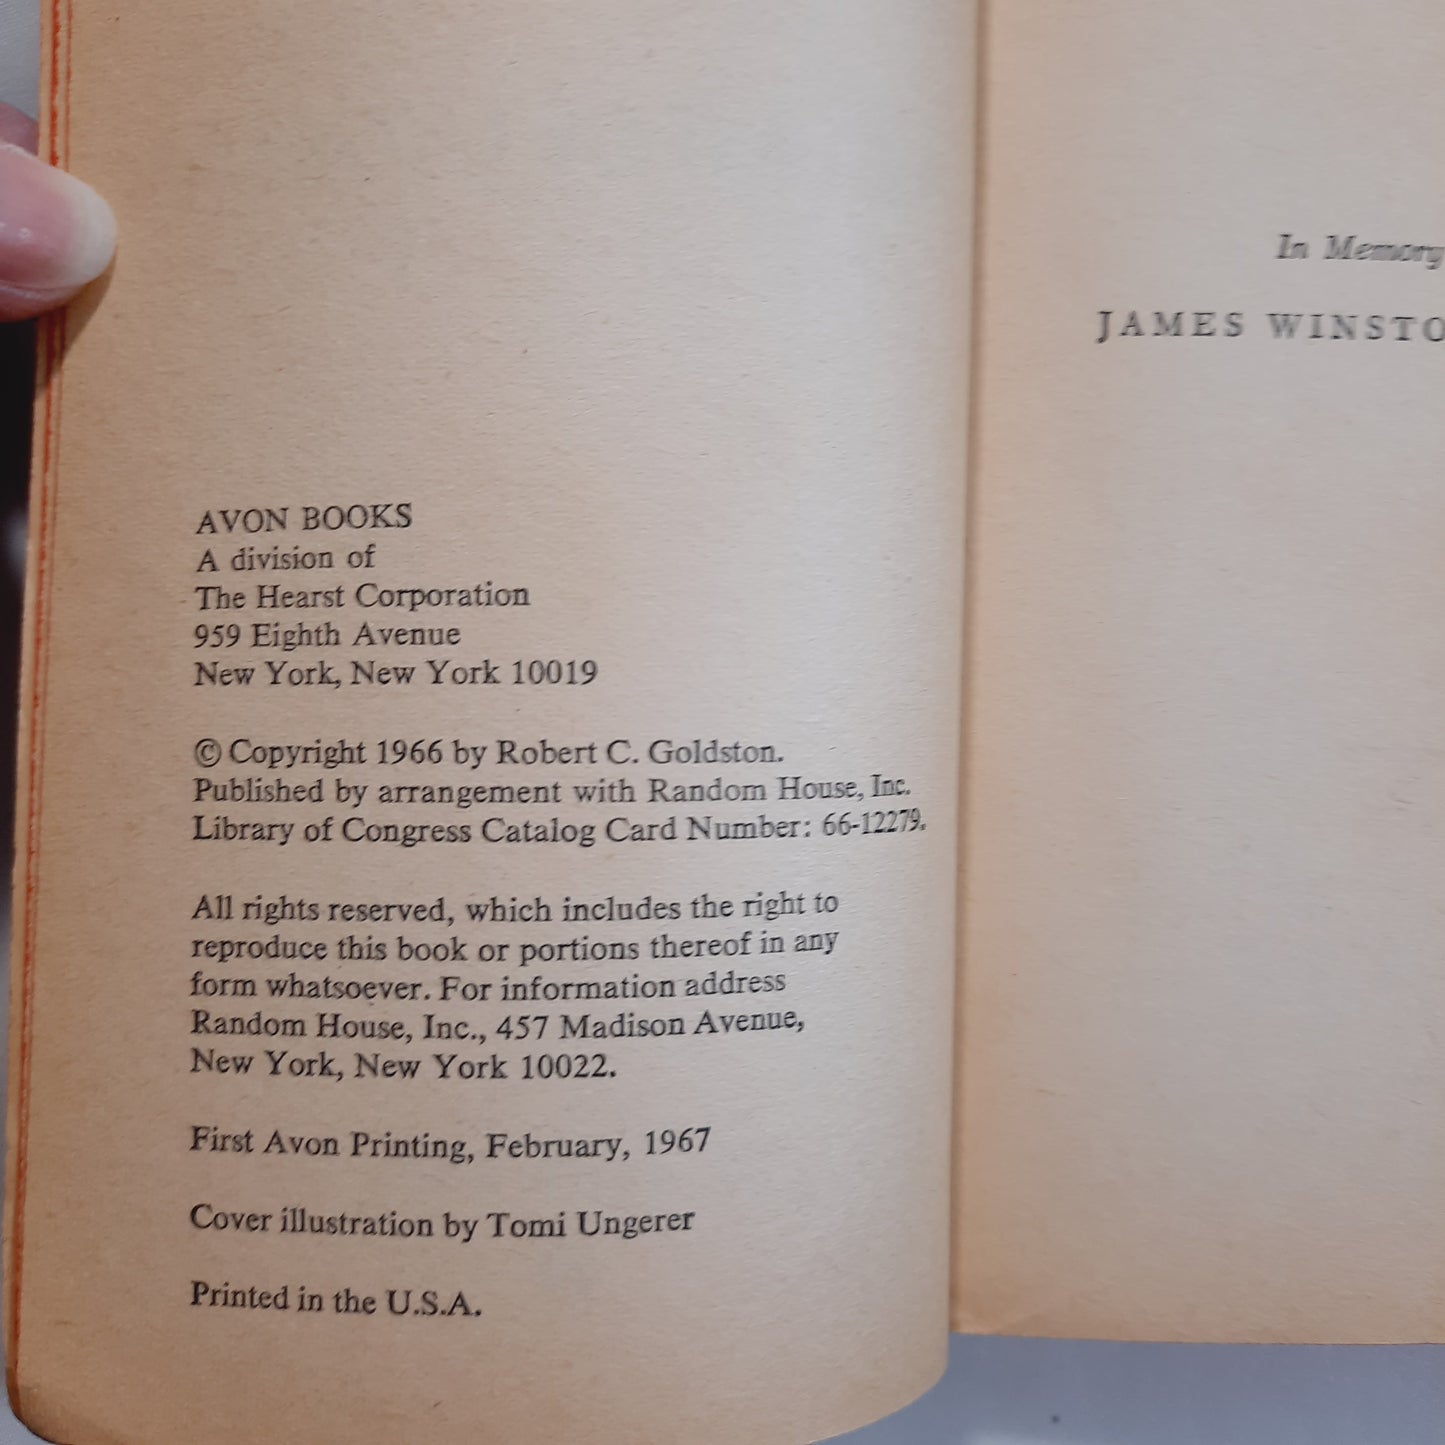 AVON BOOKS
A division of
The Hearst Corporation
959 Eighth Avenue
New York, New York 10019
© Copyright 1966 by Robert C. Goldston.
Published by arrangement with Random House, Inc.
Library of Congress Catalog Card Number: 66-12279.
All rights reserved, which includes the right to
reproduce this book or portions thereof in any
form whatsoever. For information address
Random House, Inc., 457 Madison Avenue,
New York, New York 10022.
First Avon Printing, February, 1967
Cover illustration by Tomi Ungerer
Printed in the U.S.A.
In Memory
JAMES WINSTO